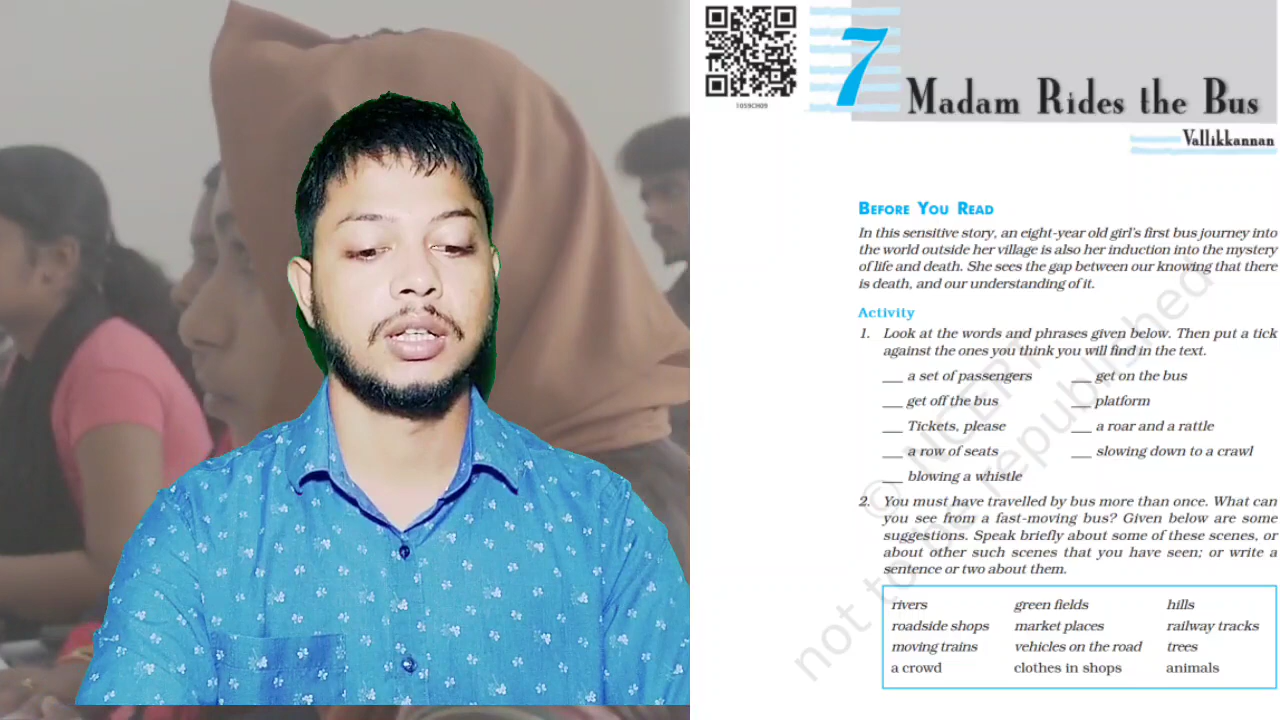 7
Madam Rides the Bus
1059CH09
Vallikkannan
BEFORE YOU READ
In this sensitive story, an eight-year old girl's first bus journey into
the world outside her village is also her induction into the mystery
of life and death. She sees the gap between our knowing that there
is death, and our understanding of it.
Activity
1. Look at the words and phrases given below. Then put a tick
against the ones you think you will find in the text.
___ a set of passengers ___ get on the bus
___ get off the bus ___ platform
___ Tickets, please ___ a roar and a rattle
___ a row of seats ___ slowing down to a crawl
___ blowing a whistle
2. You must have travelled by bus more than once. What can
you see from a fast-moving bus? Given below are some
suggestions. Speak briefly about some of these scenes, or
about other such scenes that you have seen; or write a
sentence or two about them.
rivers green fields hills
roadside shops market places railway tracks
moving trains vehicles on the road trees
a crowd clothes in shops animals
© NCERT
not to be republished